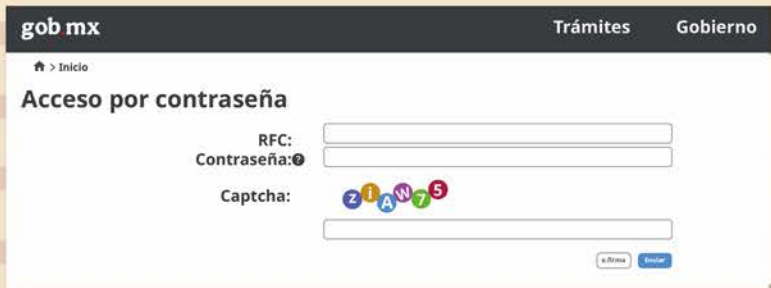 gob.mx Trámites Gobierno
> Inicio
Acceso por contraseña
RFC:
Contraseña:?
Captcha:
ziAW75
e.firma Enviar